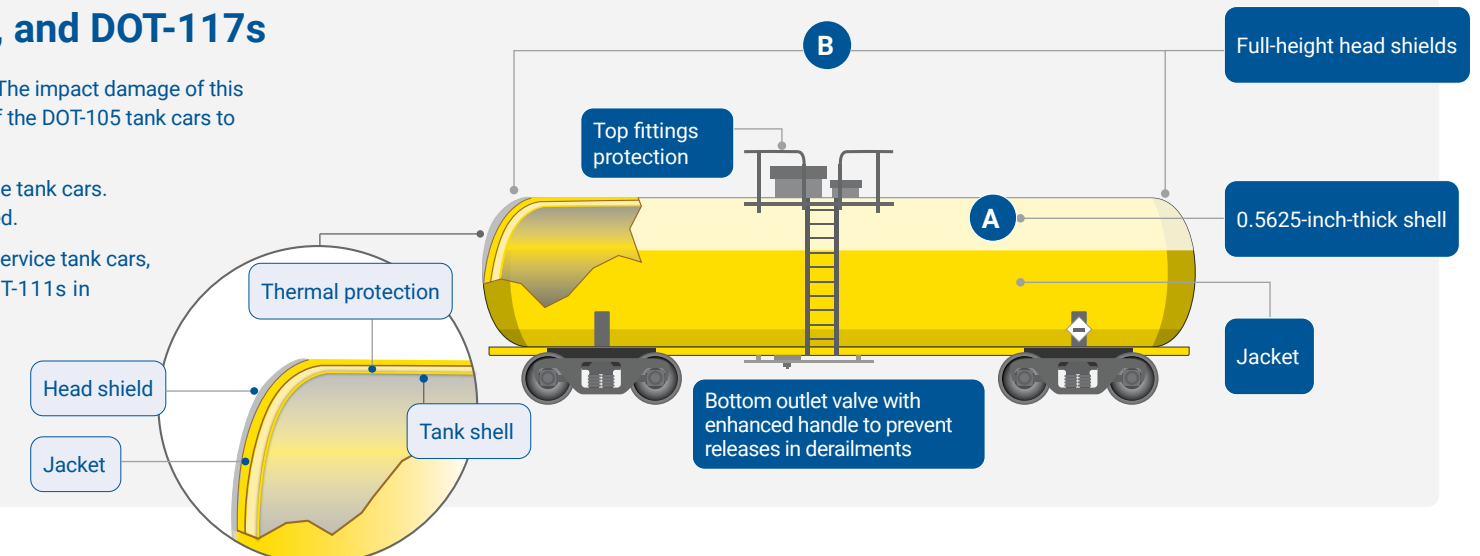 , and DOT-117s
The impact damage of this
f the DOT-105 tank cars to
e tank cars.
ed.
ervice tank cars,
T-111s in
B
Full-height head shields
Top fittings
protection
A
0.5625-inch-thick shell
Thermal protection
Jacket
Head shield
Tank shell
Bottom outlet valve with
enhanced handle to prevent
releases in derailments
Jacket